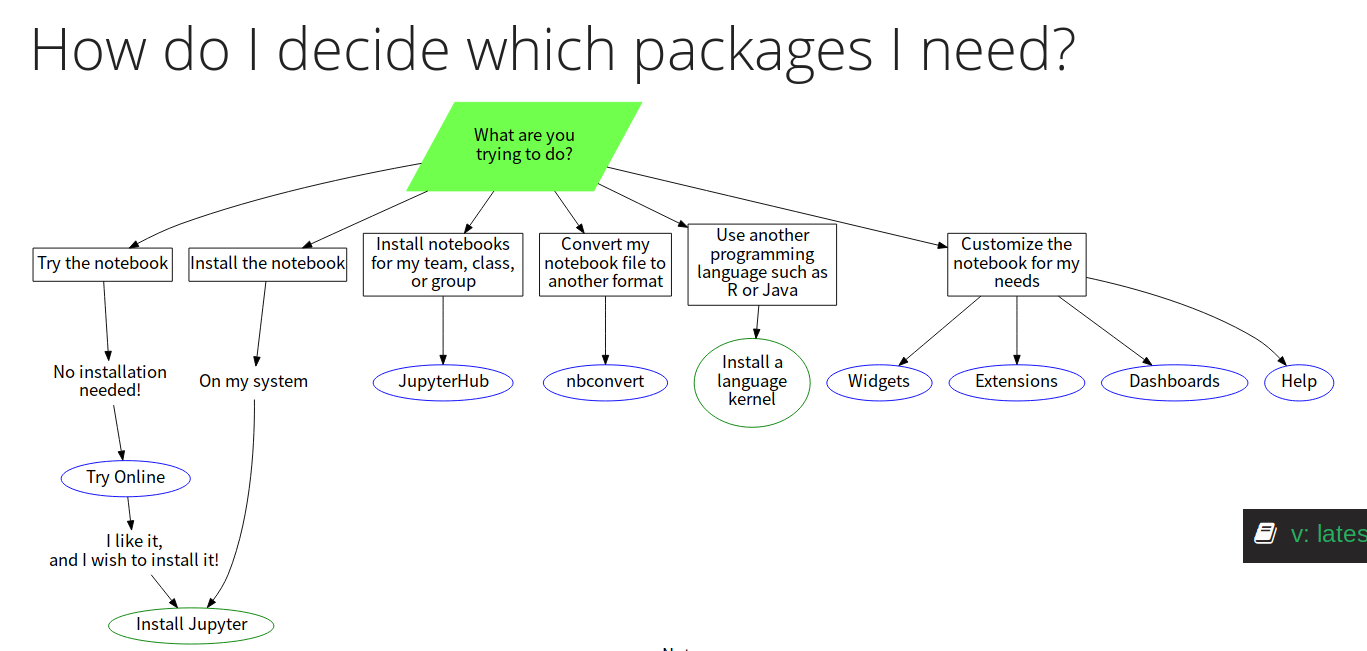 How do I decide which packages I need?
What are you
trying to do?
Try the notebook
Install the notebook
Install notebooks
for my team, class,
or group
Convert my
notebook file to
another format
Use another
programming
language such as
R or Java
Customize the
notebook for my
needs
No installation
needed!
On my system
JupyterHub
nbconvert
Install a
language
kernel
Widgets
Extensions
Dashboards
Help
Try Online
I like it,
and I wish to install it!
Install Jupyter
v: lates